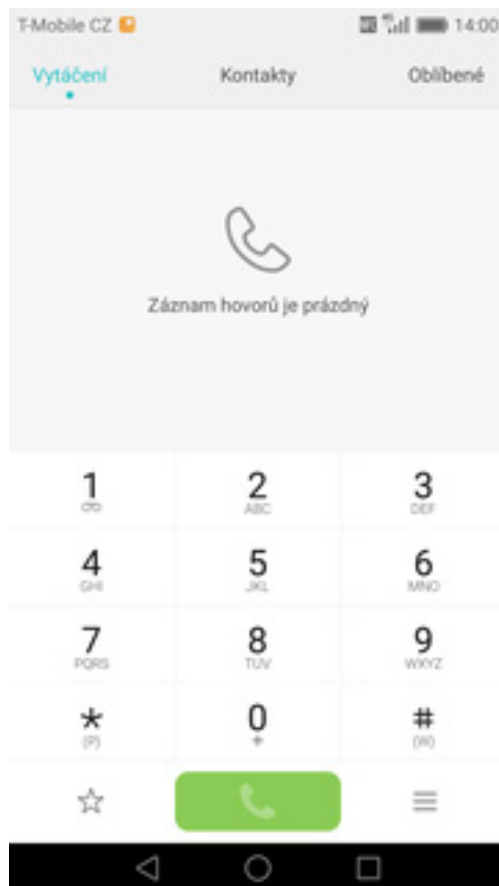 T-Mobile CZ 14:00
Vytáčení Kontakty Oblíbené
Záznam hovorů je prázdný
1 2 3
ABC DEF
4 5 6
GHI JKL MNO
7 8 9
PQRS TUV WXYZ
* 0 #
(P) + (W)